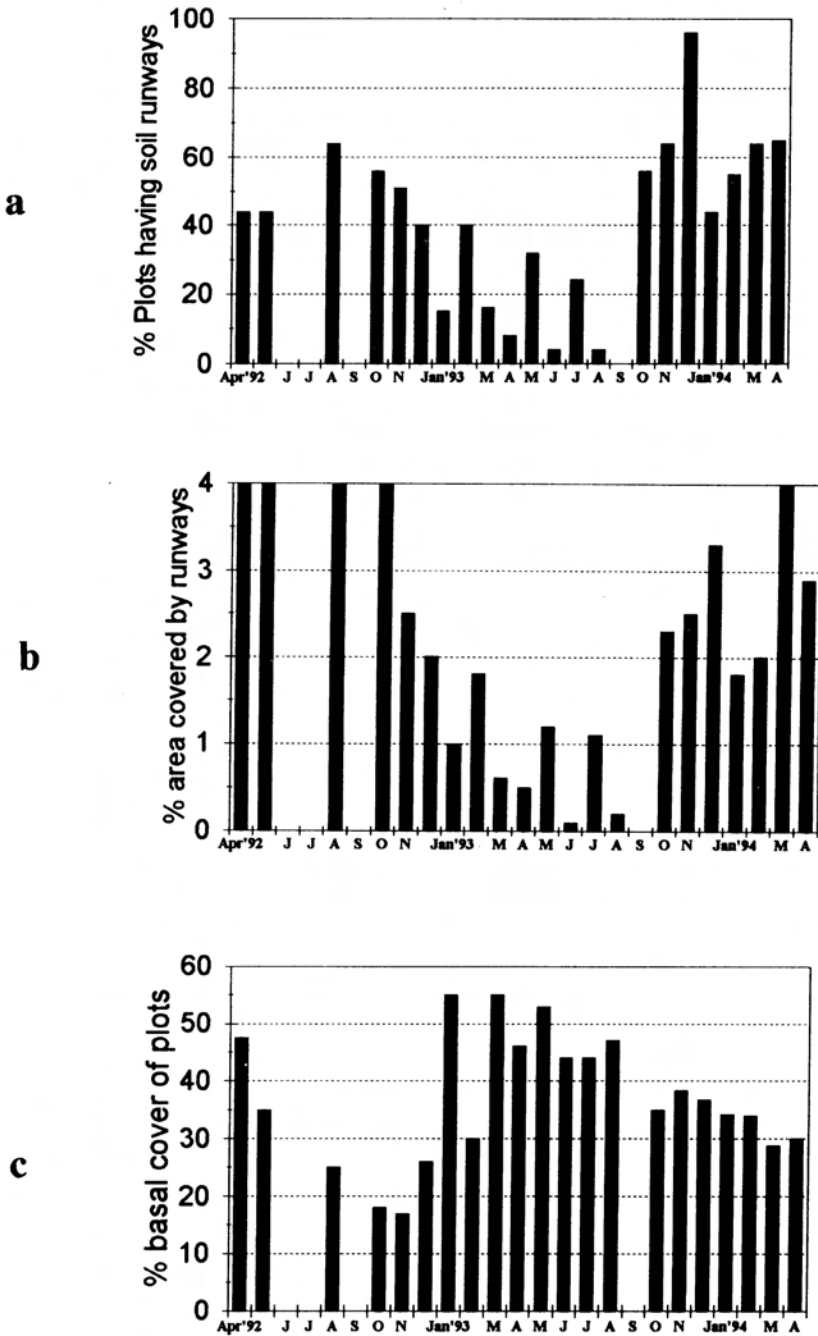 a
% Plots having soil runways
100
80
60
40
20
0
Apr'92 J J A S O N Jan'93 M A M J J A S O N Jan'94 M A
b
% area covered by runways
4
3
2
1
0
Apr'92 J J A S O N Jan'93 M A M J J A S O N Jan'94 M A
c
% basal cover of plots
60
50
40
30
20
10
0
Apr'92 J J A S O N Jan'93 M A M J J A S O N Jan'94 M A